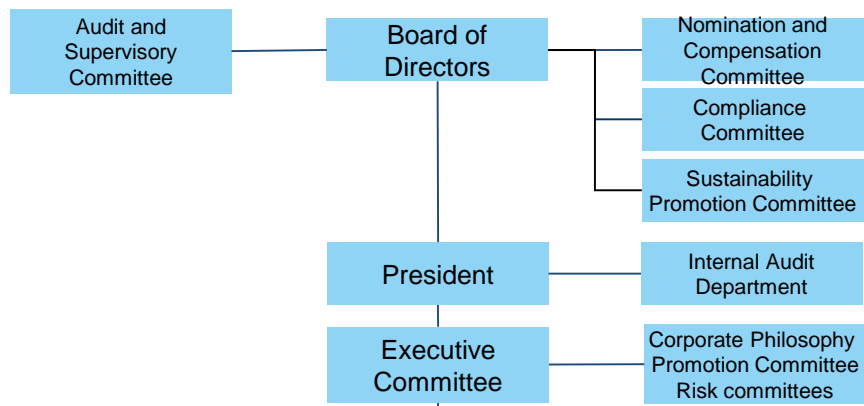 Audit and
Supervisory
Committee
Board of
Directors
Nomination and
Compensation
Committee
Compliance
Committee
Sustainability
Promotion Committee
President
Internal Audit
Department
Executive
Committee
Corporate Philosophy
Promotion Committee
Risk committees